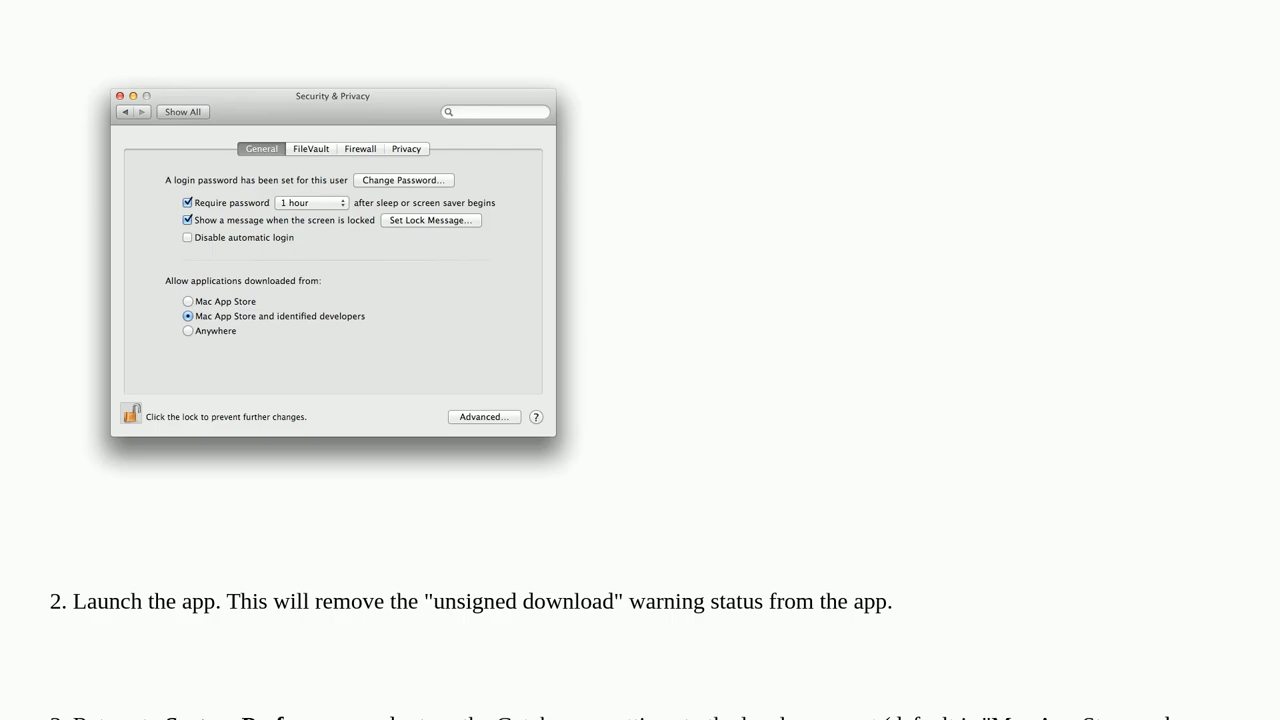 Security & Privacy
Show All
General FileVault Firewall Privacy
A login password has been set for this user Change Password...
Require password 1 hour after sleep or screen saver begins
Show a message when the screen is locked Set Lock Message...
Disable automatic login
Allow applications downloaded from:
Mac App Store
Mac App Store and identified developers
Anywhere
Click the lock to prevent further changes. Advanced... ?
2. Launch the app. This will remove the "unsigned download" warning status from the app.